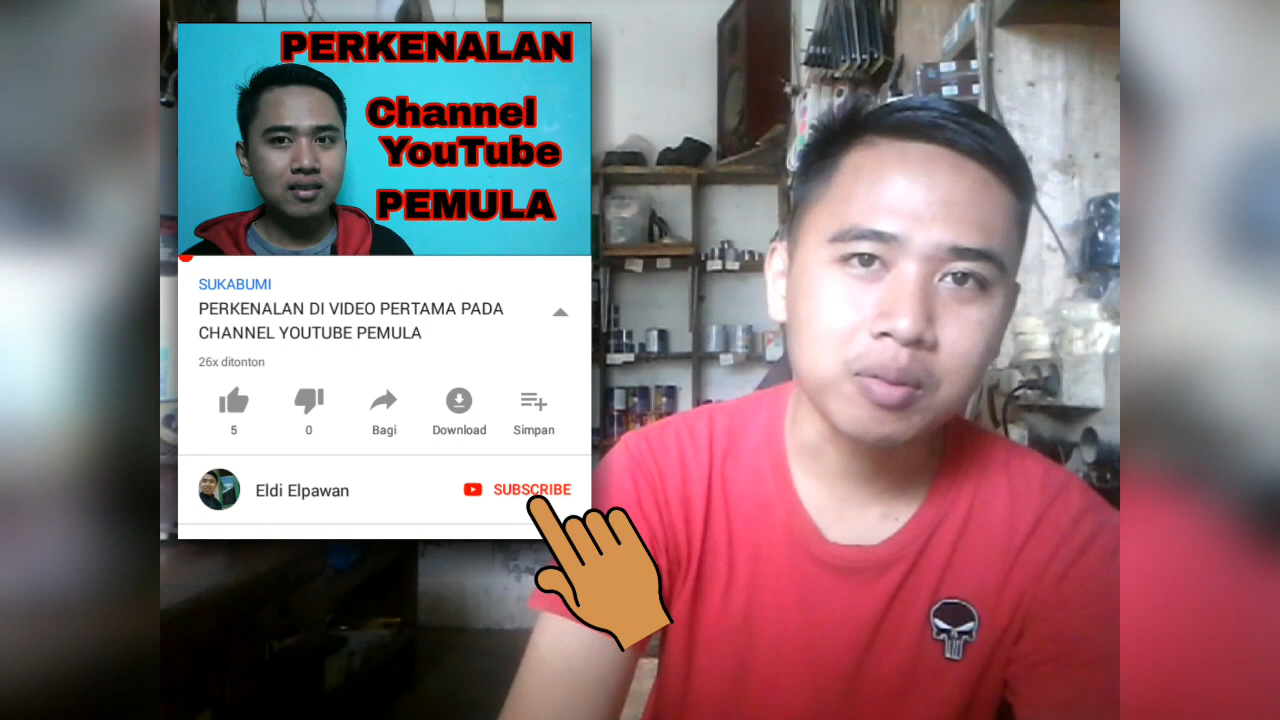 PERKENALAN
Channel
YouTube
PEMULA
SUKABUMI
PERKENALAN DI VIDEO PERTAMA PADA
CHANNEL YOUTUBE PEMULA
26x ditonton
5
0
Bagi
Download
Simpan
Eldi Elpawan
SUBSCRIBE